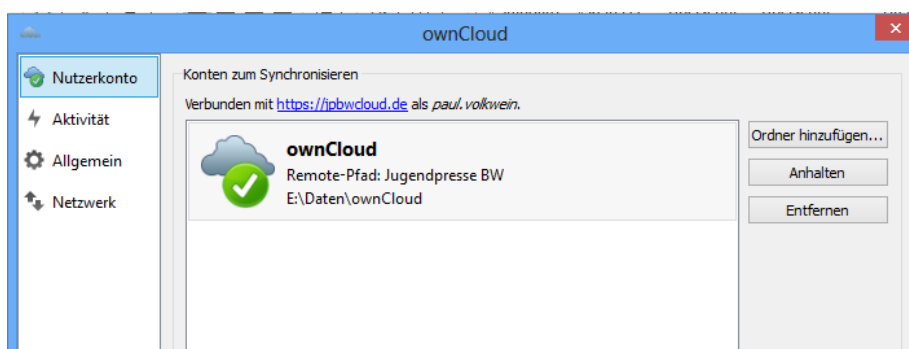 ownCloud
Nutzerkonto
Aktivität
Allgemein
Netzwerk
Konten zum Synchronisieren
Verbunden mit https://jpbwcloud.de als paul.volkwein.
ownCloud
Remote-Pfad: Jugendpresse BW
E:\Daten\ownCloud
Ordner hinzufügen...
Anhalten
Entfernen